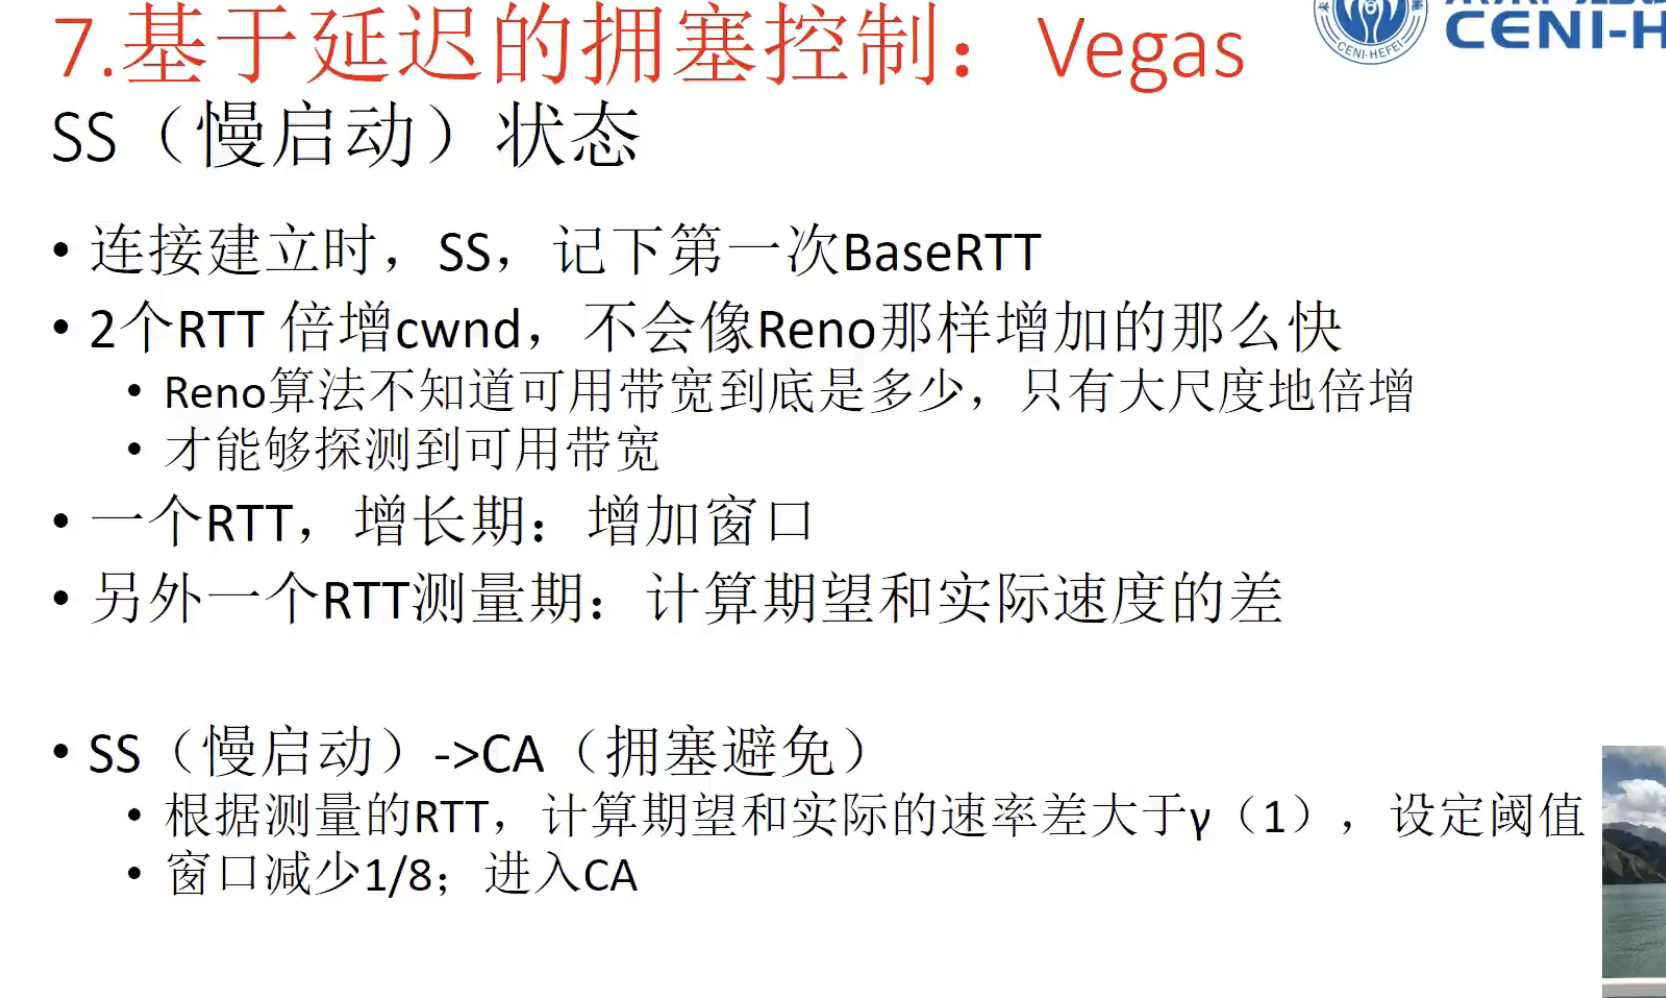 7.基于延迟的拥塞控制：Vegas
CENI-HEFEI
CENI-H
SS（慢启动）状态
• 连接建立时，SS，记下第一次BaseRTT
• 2个RTT 倍增cwnd，不会像Reno那样增加的那么快
• Reno算法不知道可用带宽到底是多少，只有大尺度地倍增
• 才能够探测到可用带宽
• 一个RTT，增长期：增加窗口
• 另外一个RTT测量期：计算期望和实际速度的差
• SS（慢启动）->CA（拥塞避免）
• 根据测量的RTT，计算期望和实际的速率差大于γ（1），设定阈值
• 窗口减少1/8；进入CA